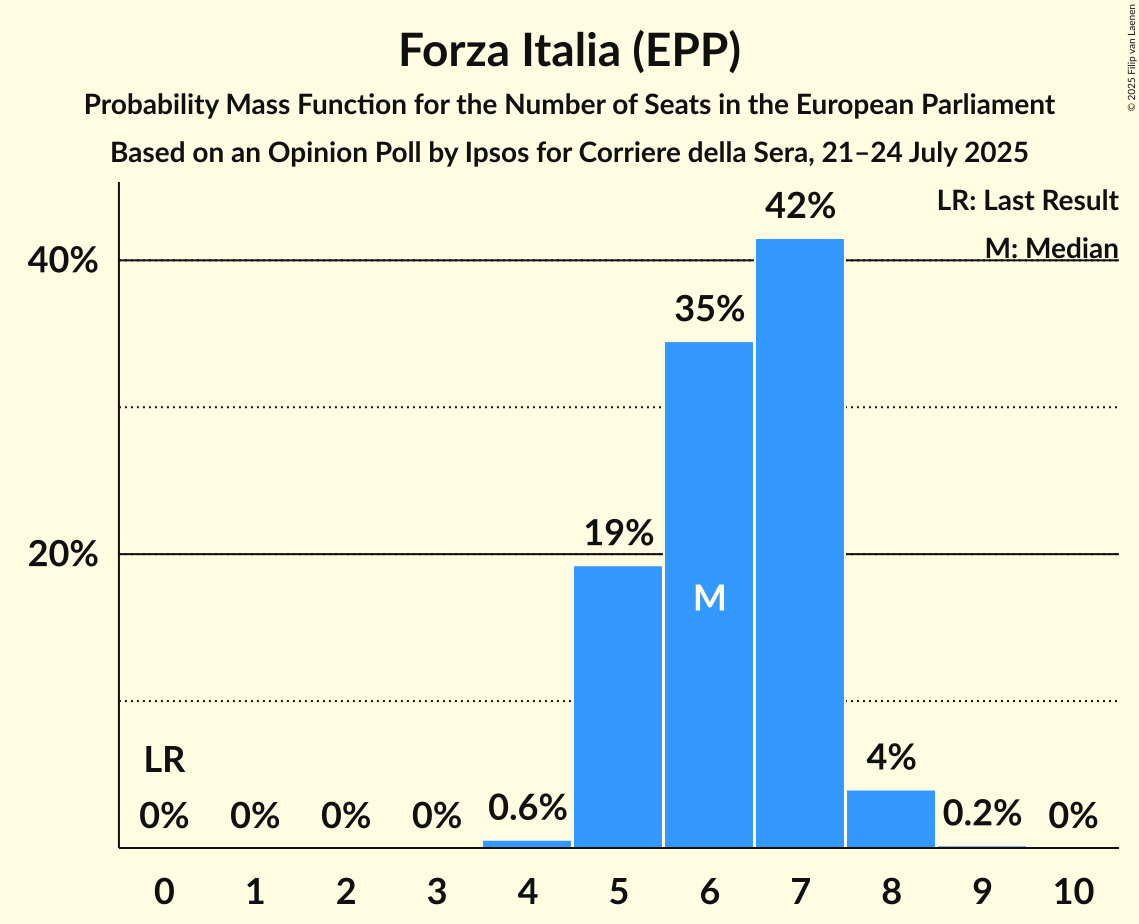 Forza Italia (EPP)
Probability Mass Function for the Number of Seats in the European Parliament
Based on an Opinion Poll by Ipsos for Corriere della Sera, 21–24 July 2025
© 2025 Filip van Laenen
LR: Last Result
M: Median
42%
40%
35%
19%
20%
M
LR
4%
0% 0% 0% 0% 0.6% 0.2% 0%
0 1 2 3 4 5 6 7 8 9 10